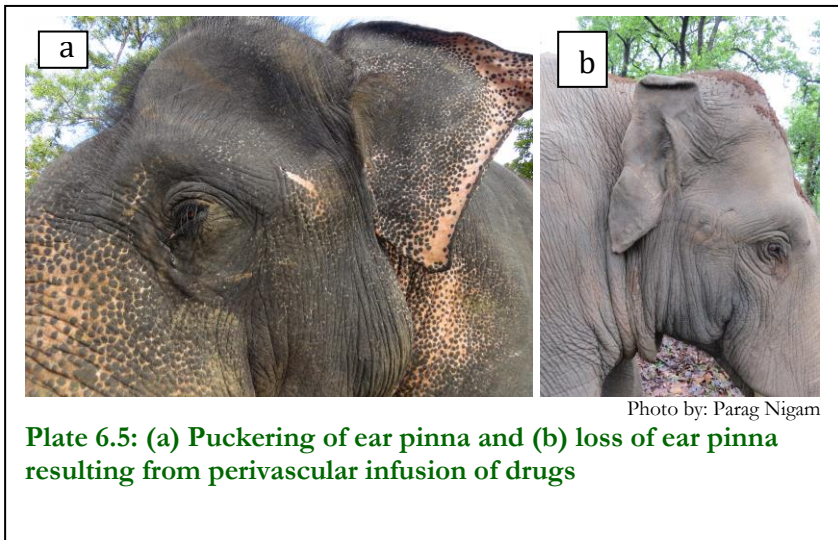 a
b
Photo by: Parag Nigam
Plate 6.5: (a) Puckering of ear pinna and (b) loss of ear pinna
resulting from perivascular infusion of drugs